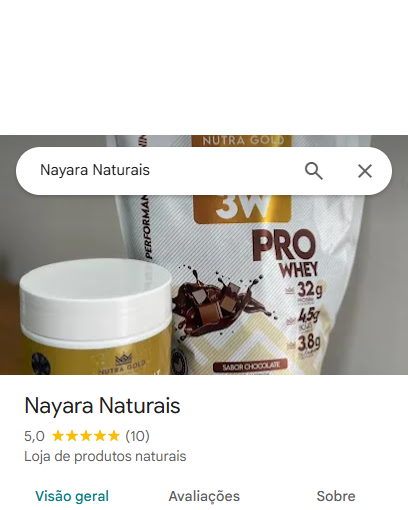 NUTRA GOLD
Nayara Naturais
3W
PRO
WHEY
32g
4,5g
3.8g
SABOR CHOCOLATE
NUTRA GOLD
Nayara Naturais
5,0 ★★★★★ (10)
Loja de produtos naturais
Visão geral Avaliações Sobre